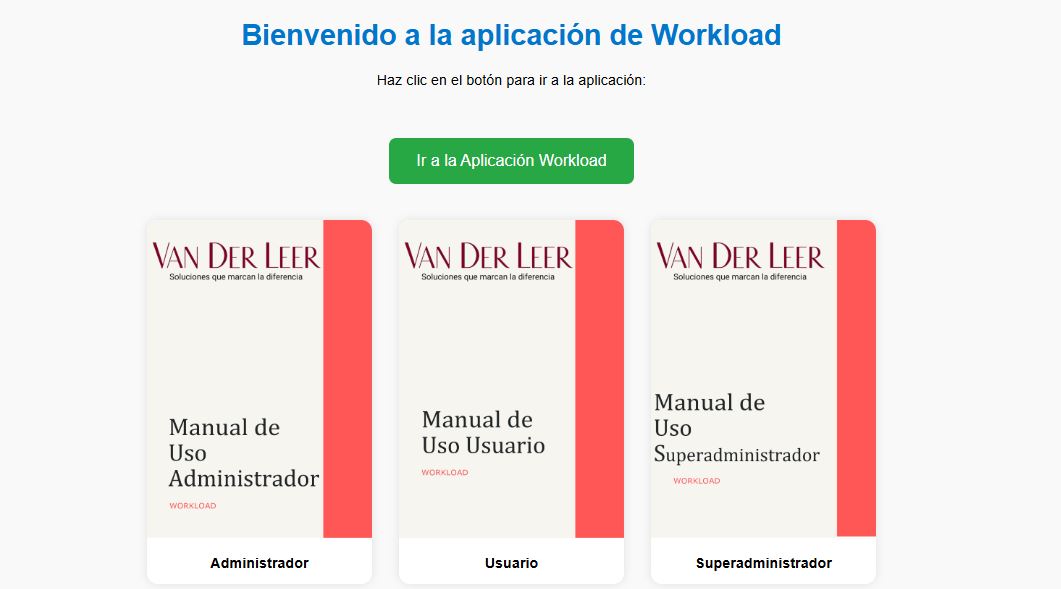 Bienvenido a la aplicación de Workload
Haz clic en el botón para ir a la aplicación:
Ir a la Aplicación Workload
VAN DER LEER
Soluciones que marcan la diferencia
Manual de
Uso
Administrador
WORKLOAD
Administrador
VAN DER LEER
Soluciones que marcan la diferencia
Manual de
Uso Usuario
WORKLOAD
Usuario
VAN DER LEER
Soluciones que marcan la diferencia
Manual de
Uso
Superadministrador
WORKLOAD
Superadministrador